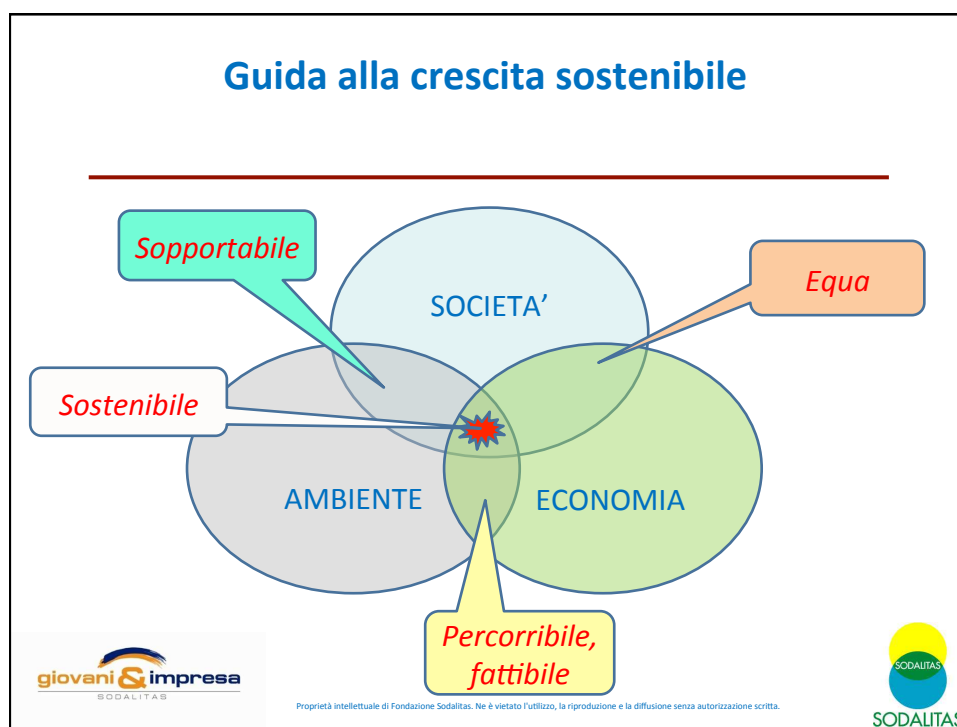 Guida alla crescita sostenibile
Sopportabile
Equa
SOCIETA’
Sostenibile
AMBIENTE
ECONOMIA
Percorribile,
fattibile
giovani & impresa
SODALITAS
Proprietà intellettuale di Fondazione Sodalitas. Ne è vietato l'utilizzo, la riproduzione e la diffusione senza autorizzazione scritta.
SODALITAS
SODALITAS